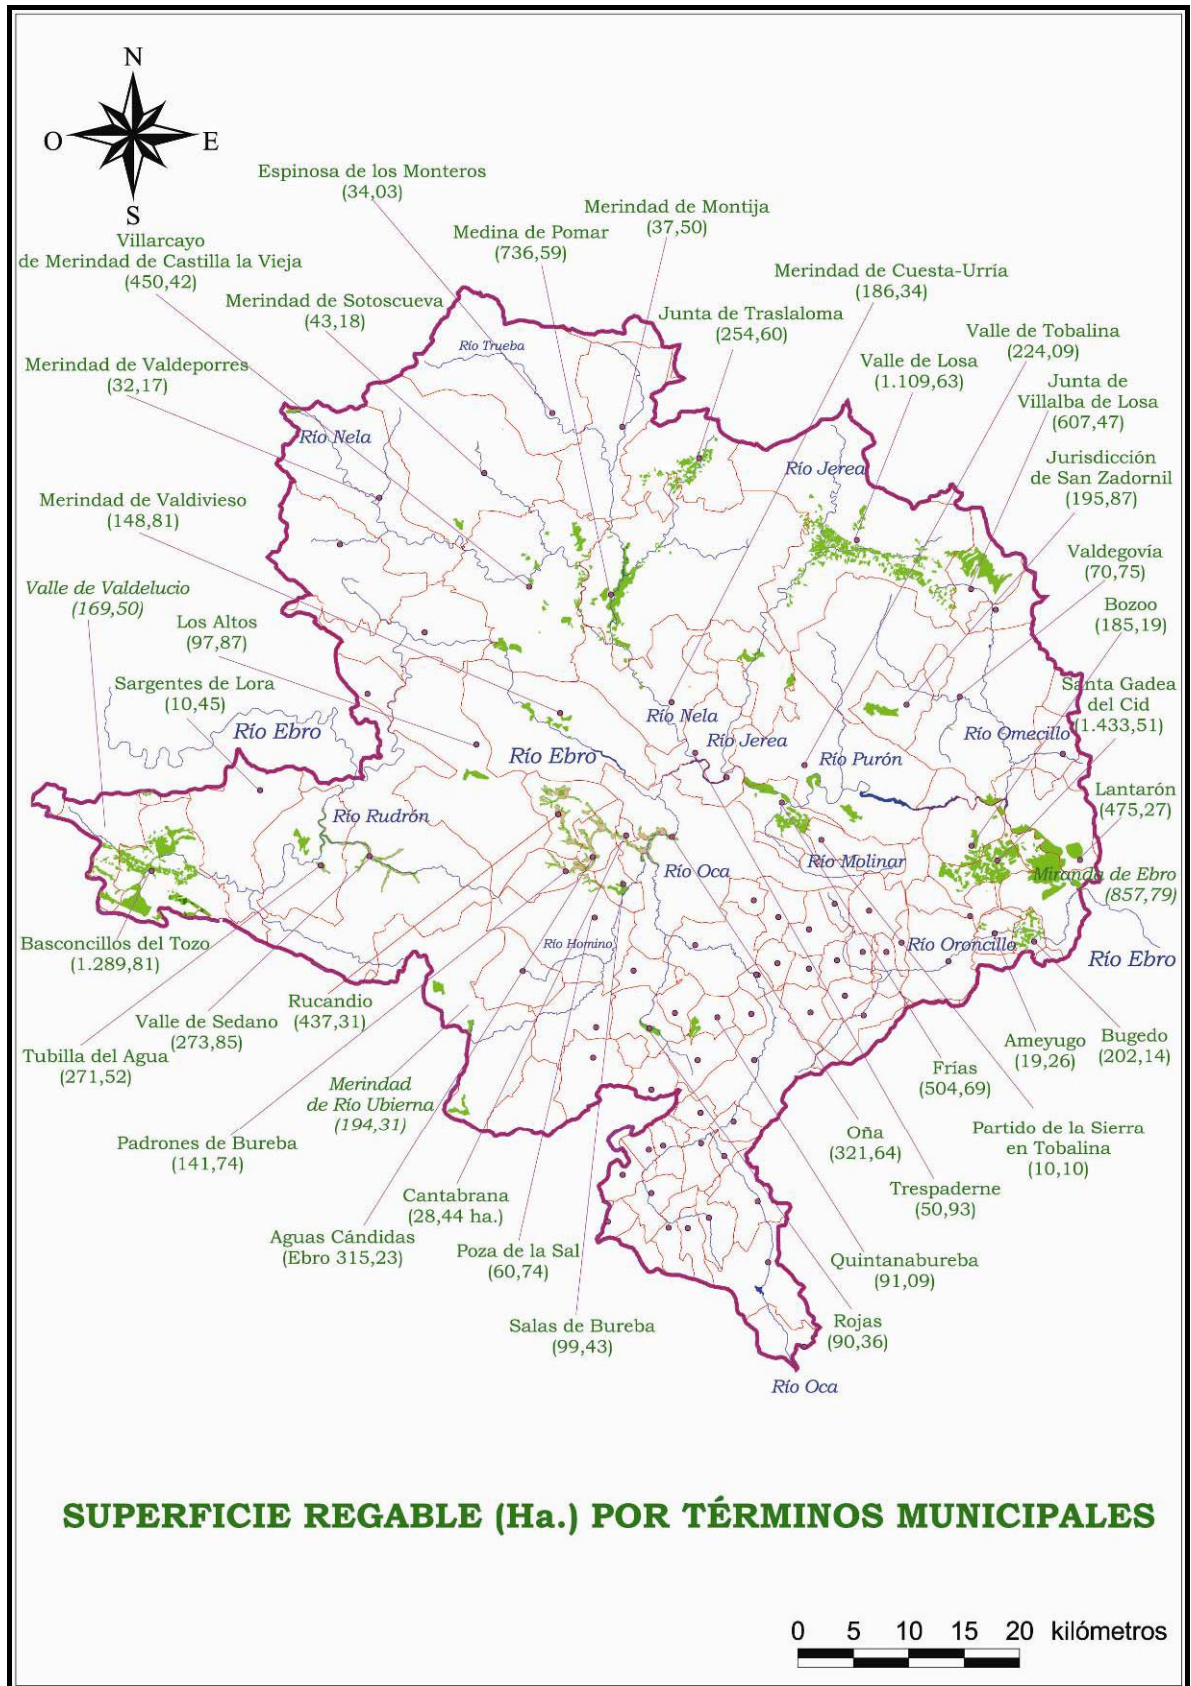 N
O
E
S
Espinosa de los Monteros
(34,03)
Merindad de Montija
(37,50)
Medina de Pomar
(736,59)
Villarcayo
de Merindad de Castilla la Vieja
(450,42)
Merindad de Cuesta-Urría
(186,34)
Merindad de Sotoscueva
(43,18)
Junta de Traslaloma
(254,60)
Valle de Tobalina
(224,09)
Río Trueba
Merindad de Valdeporres
(32,17)
Valle de Losa
(1.109,63)
Junta de
Villalba de Losa
(607,47)
Río Nela
Río Jerea
Jurisdicción
de San Zadornil
(195,87)
Merindad de Valdivieso
(148,81)
Valdegovía
(70,75)
Valle de Valdelucio
(169,50)
Los Altos
(97,87)
Bozoo
(185,19)
Sargentes de Lora
(10,45)
Santa Gadea
del Cid
(1.433,51)
Río Ebro
Río Nela
Río Jerea
Río Omecillo
Río Ebro
Río Purón
Lantarón
(475,27)
Río Rudrón
Río Molinar
Río Oca
Miranda de Ebro
(857,79)
Basconcillos del Tozo
(1.289,81)
Río Homino
Río Oroncillo
Río Ebro
Rucandio
(437,31)
Valle de Sedano
(273,85)
Tubilla del Agua
(271,52)
Ameyugo
(19,26)
Bugedo
(202,14)
Frías
(504,69)
Merindad
de Río Ubierna
(194,31)
Padrones de Bureba
(141,74)
Oña
(321,64)
Partido de la Sierra
en Tobalina
(10,10)
Cantabrana
(28,44 ha.)
Trespaderne
(50,93)
Aguas Cándidas
(Ebro 315,23)
Poza de la Sal
(60,74)
Quintanabureba
(91,09)
Salas de Bureba
(99,43)
Rojas
(90,36)
Río Oca
SUPERFICIE REGABLE (Ha.) POR TÉRMINOS MUNICIPALES
0 5 10 15 20 kilómetros